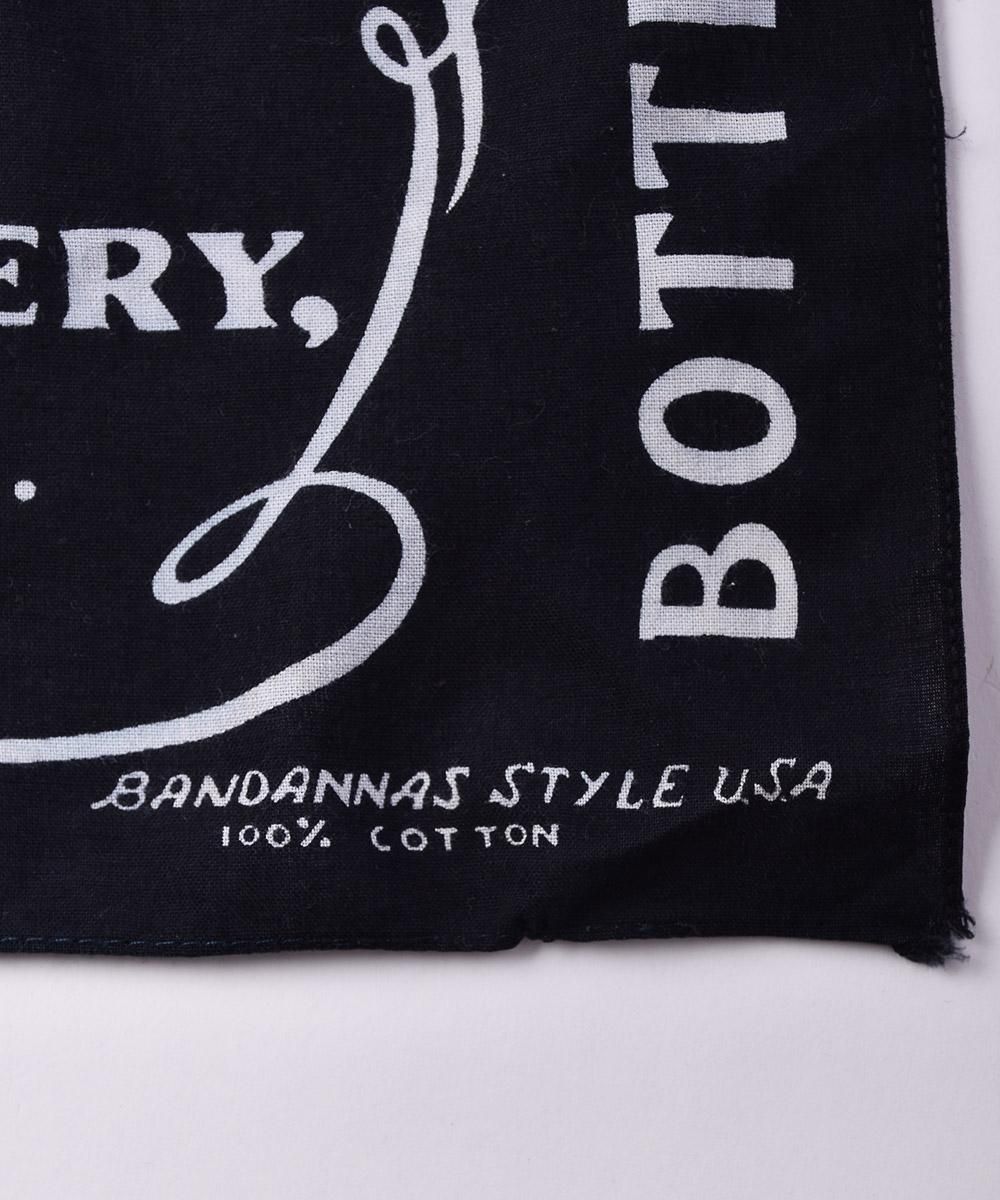 ERY,
.
BOTT
BANDANNAS STYLE U.S.A
100% COTTON